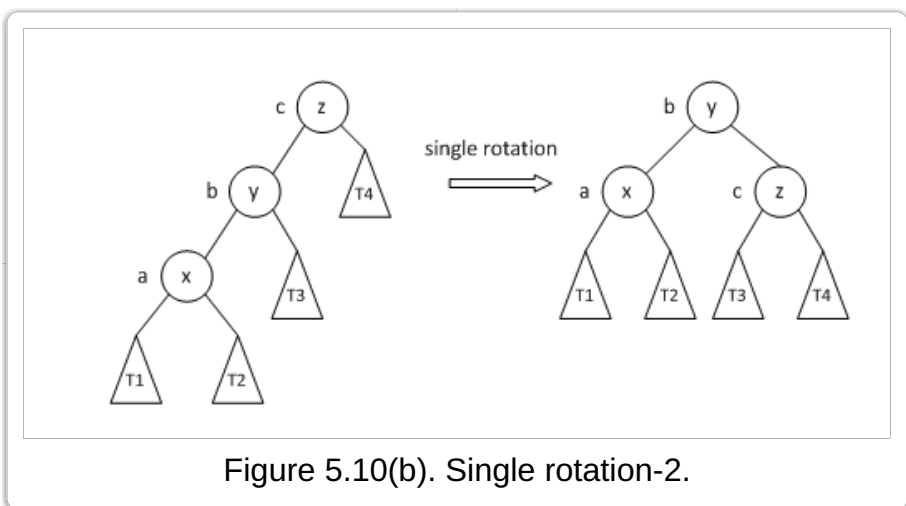 c z
b y
single rotation
b y
T4
a x
c z
a x
T3
T1 T2 T3 T4
T1 T2
Figure 5.10(b). Single rotation-2.